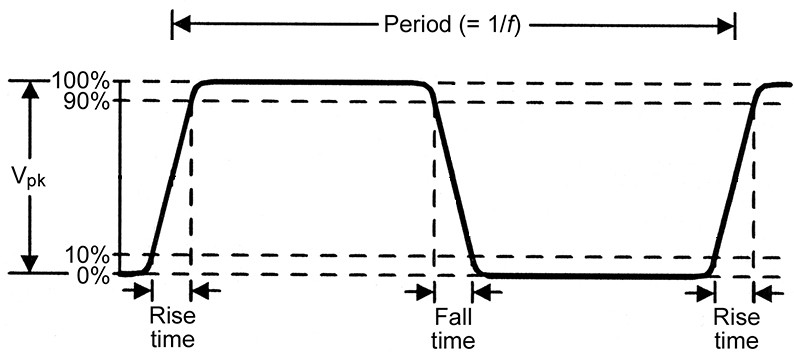 Period (= 1/f)
100%
90%
Vpk
10%
0%
Rise
time
Fall
time
Rise
time